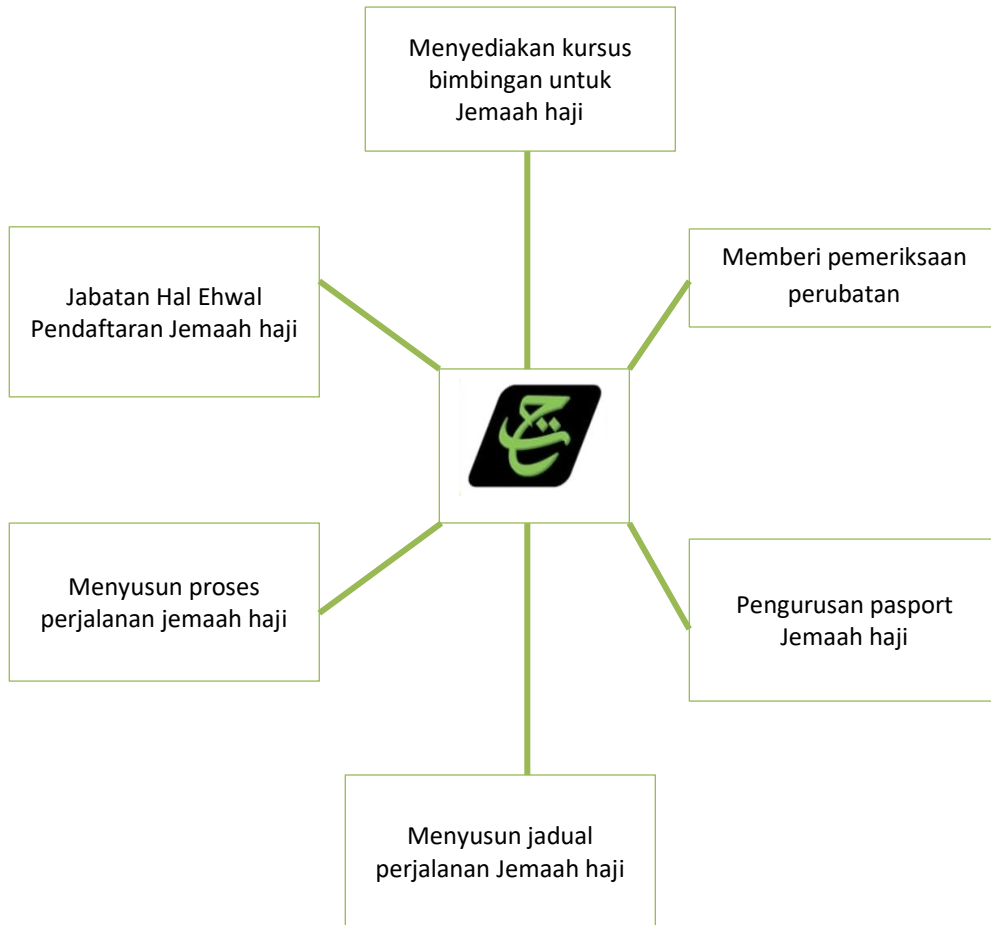 Menyediakan kursus
bimbingan untuk
Jemaah haji
Jabatan Hal Ehwal
Pendaftaran Jemaah haji
Memberi pemeriksaan
perubatan
Menyusun proses
perjalanan jemaah haji
Pengurusan pasport
Jemaah haji
Menyusun jadual
perjalanan Jemaah haji